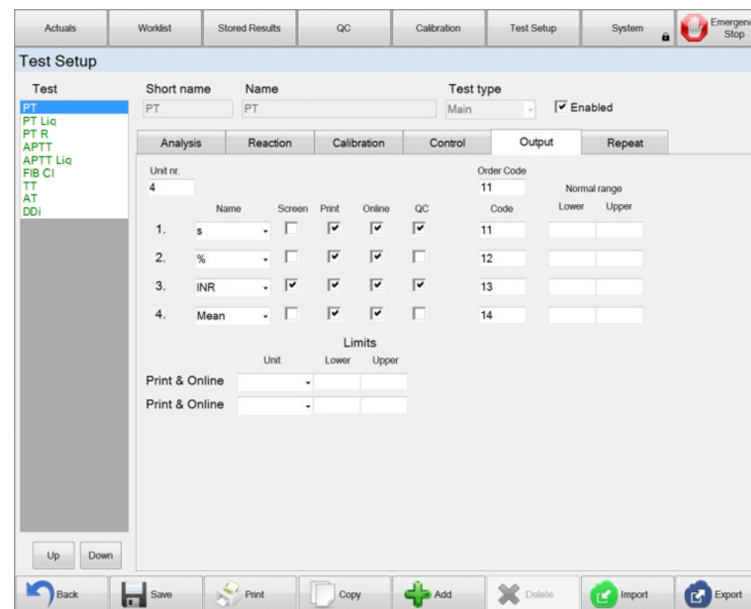 Actuals Worklist Stored Results QC Calibration Test Setup System Emergency Stop
Test Setup
Test Short name Name Test type
PT PT PT Main Enabled
PT Liq
PT R
APTT
APTT Liq
FIB Cl
TT
AT
DDi
Analysis Reaction Calibration Control Output Repeat
Unit nr. Order Code
4 11 Normal range
Name Screen Print Online QC Code Lower Upper
1. s 11
2. % 12
3. INR 13
4. Mean 14
Limits
Unit Lower Upper
Print & Online
Print & Online
Up Down
Back Save Print Copy Add Delete Import Export